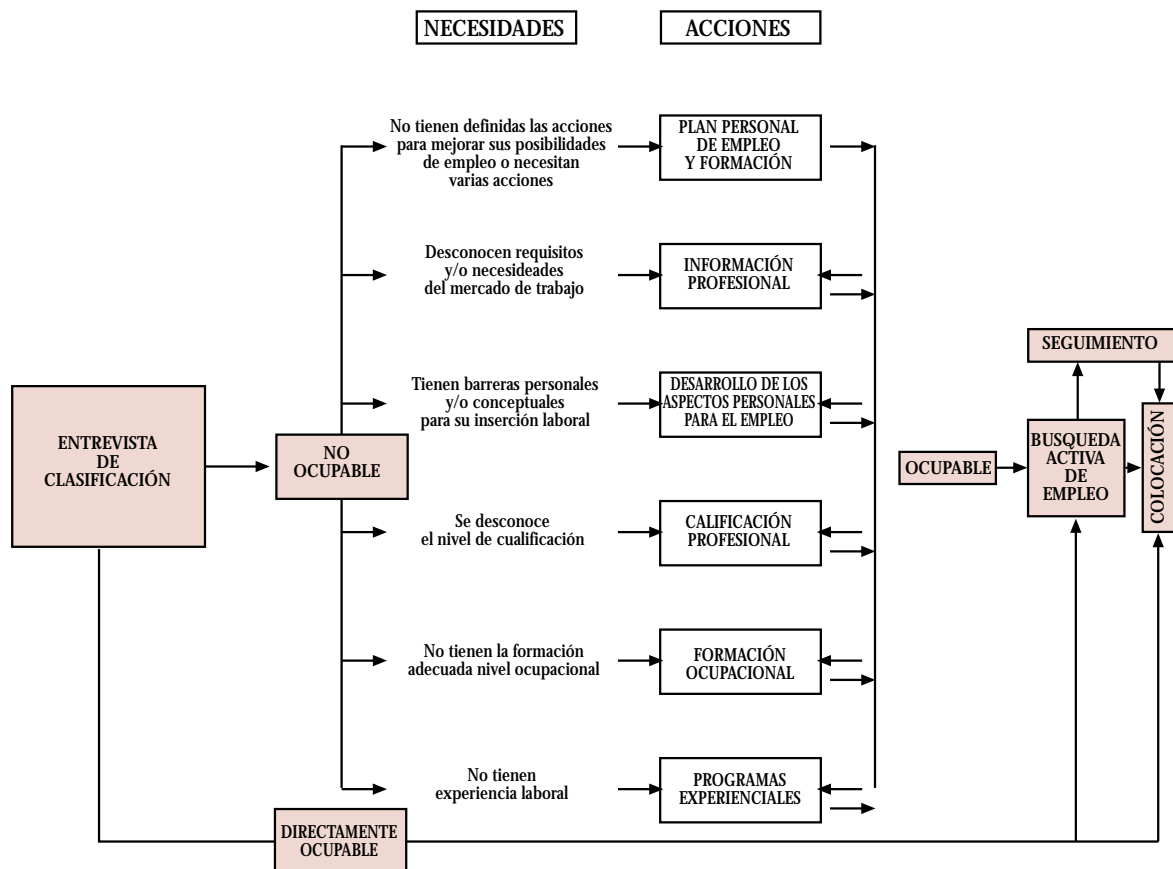 NECESIDADES
ACCIONES
No tienen definidas las acciones
para mejorar sus posibilidades
de empleo o necesitan
varias acciones
PLAN PERSONAL
DE EMPLEO
Y FORMACIÓN
Desconocen requisitos
y/o necesideades
del mercado de trabajo
INFORMACIÓN
PROFESIONAL
Tienen barreras personales
y/o conceptuales
para su inserción laboral
DESARROLLO DE LOS
ASPECTOS PERSONALES
PARA EL EMPLEO
ENTREVISTA
DE
CLASIFICACIÓN
NO
OCUPABLE
Se desconoce
el nivel de cualificación
CALIFICACIÓN
PROFESIONAL
No tienen la formación
adecuada nivel ocupacional
FORMACIÓN
OCUPACIONAL
No tienen
experiencia laboral
PROGRAMAS
EXPERIENCIALES
DIRECTAMENTE
OCUPABLE
OCUPABLE
BUSQUEDA
ACTIVA
DE
EMPLEO
SEGUIMIENTO
COLOCACIÓN